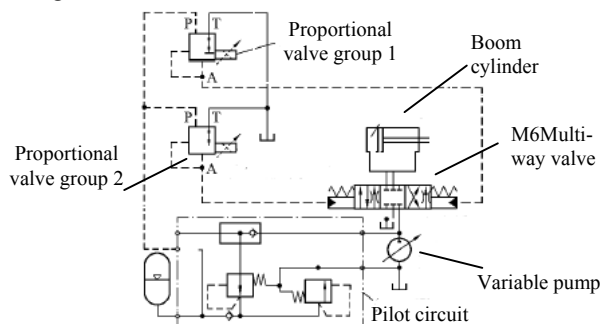 P
T
Proportional
valve group 1
A
Boom
cylinder
P
T
M6Multi-
way valve
Proportional
valve group 2
A
Variable pump
Pilot circuit